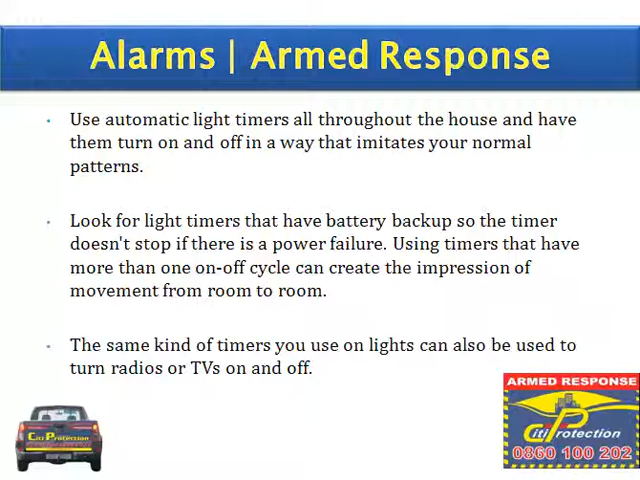 Alarms | Armed Response
• Use automatic light timers all throughout the house and have
them turn on and off in a way that imitates your normal
patterns.
• Look for light timers that have battery backup so the timer
doesn't stop if there is a power failure. Using timers that have
more than one on-off cycle can create the impression of
movement from room to room.
• The same kind of timers you use on lights can also be used to
turn radios or TVs on and off.
ARMED RESPONSE
Citi Protection
CitiProtection
0860 100 202